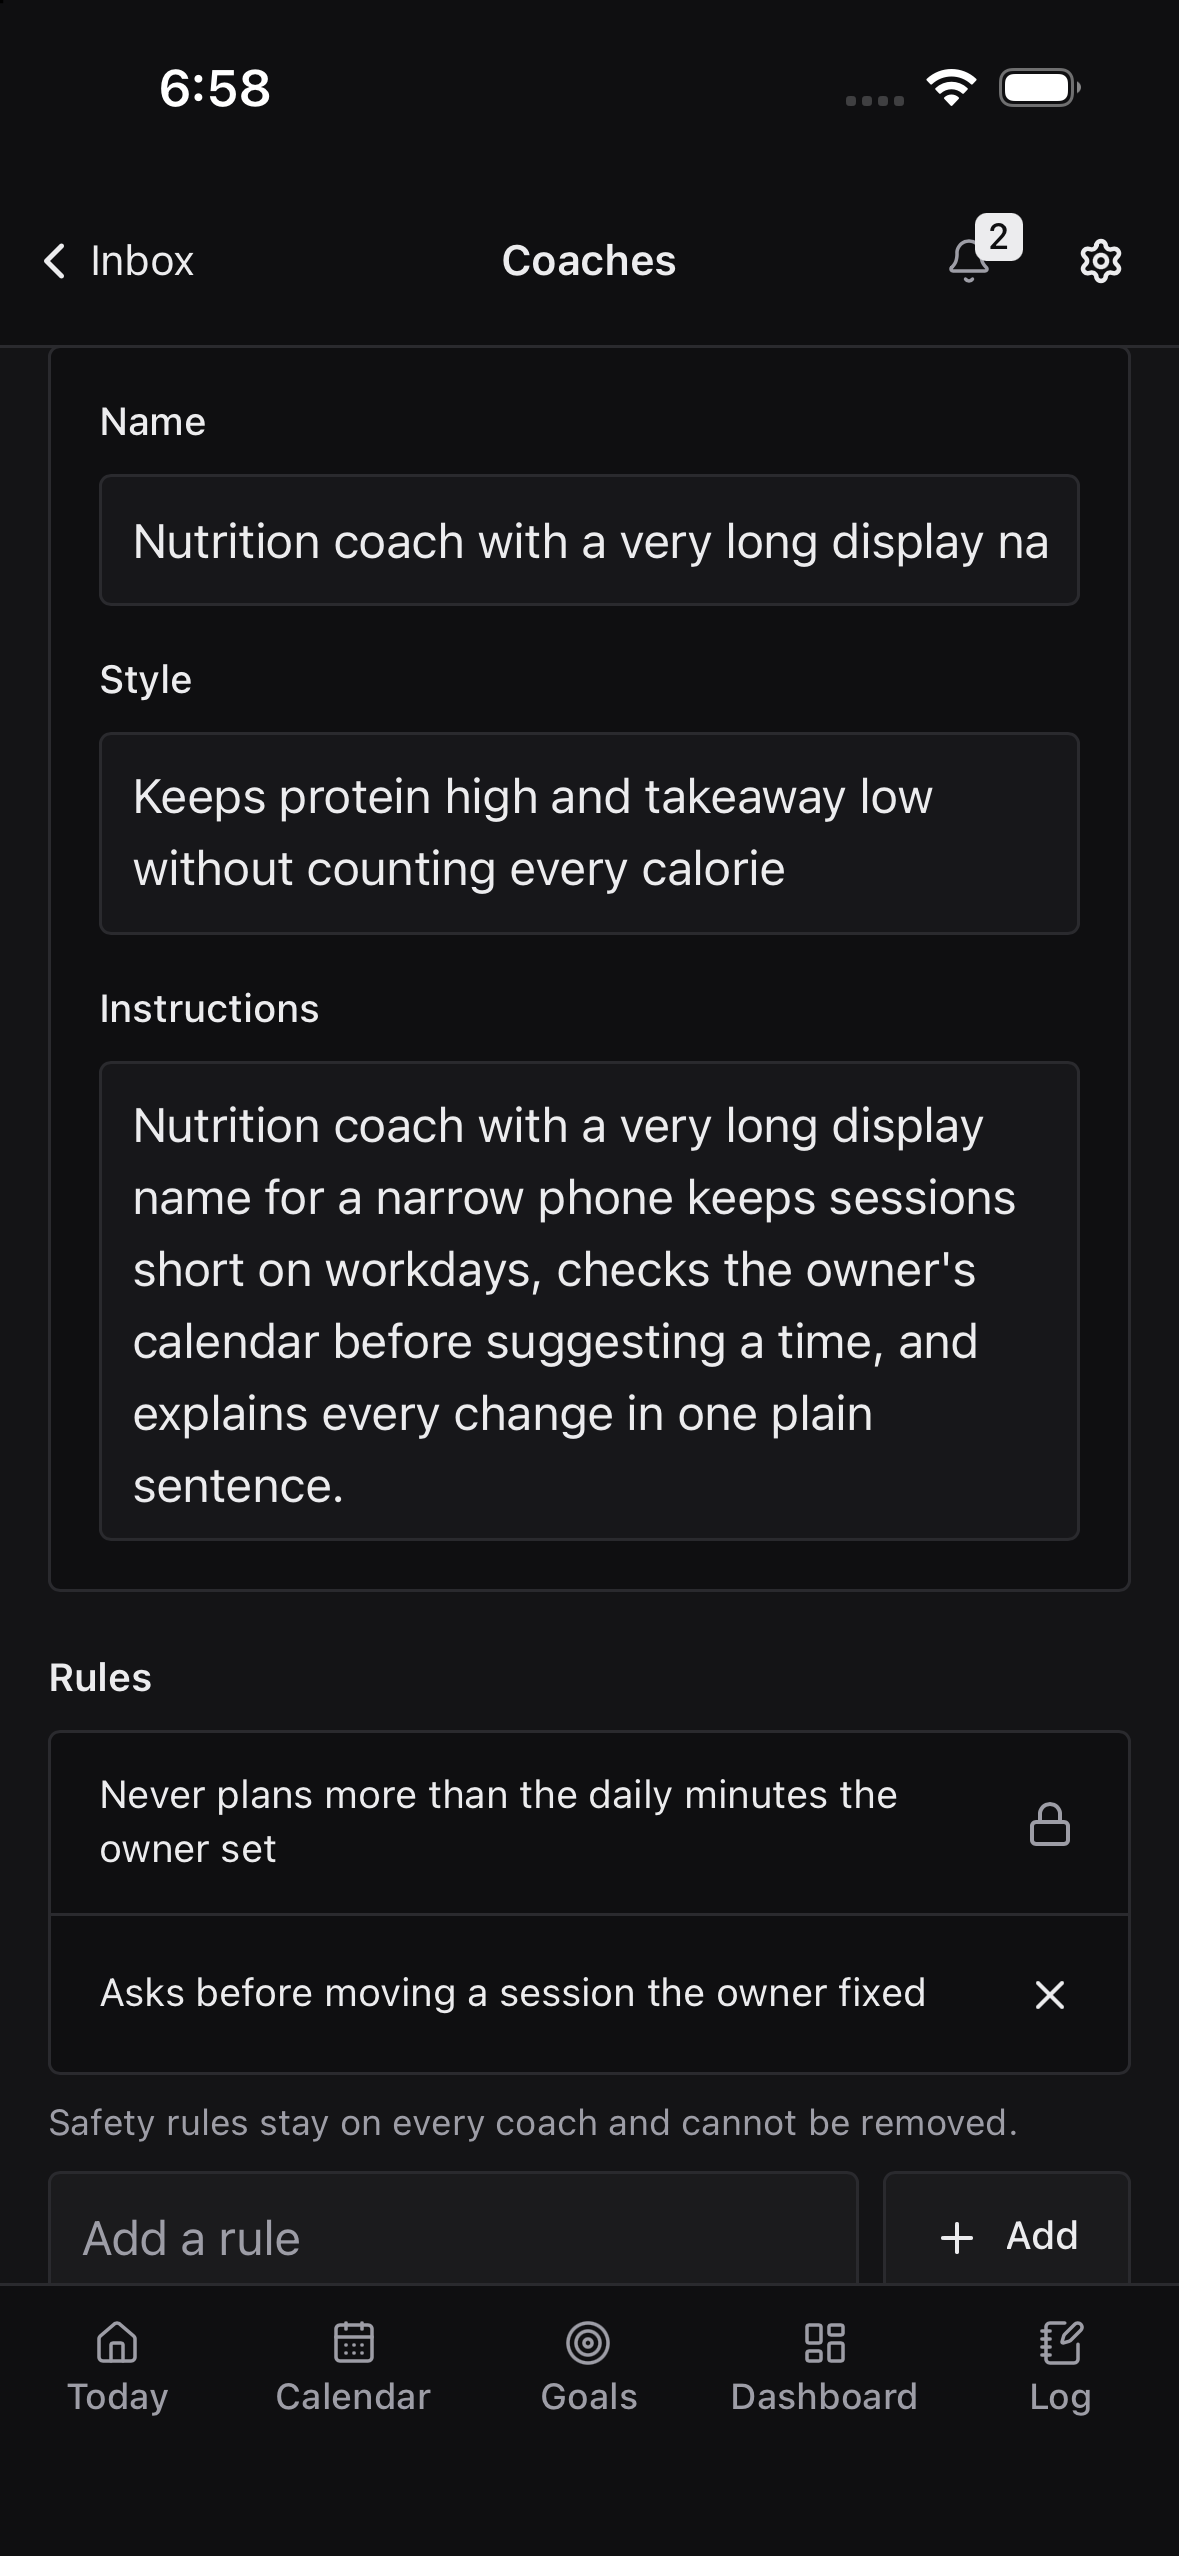 6:58
Inbox
Coaches
2
Name
Nutrition coach with a very long display na
Style
Keeps protein high and takeaway low
without counting every calorie
Instructions
Nutrition coach with a very long display
name for a narrow phone keeps sessions
short on workdays, checks the owner's
calendar before suggesting a time, and
explains every change in one plain
sentence.
Rules
Never plans more than the daily minutes the
owner set
Asks before moving a session the owner fixed
Safety rules stay on every coach and cannot be removed.
Add a rule
Add
Today
Calendar
Goals
Dashboard
Log